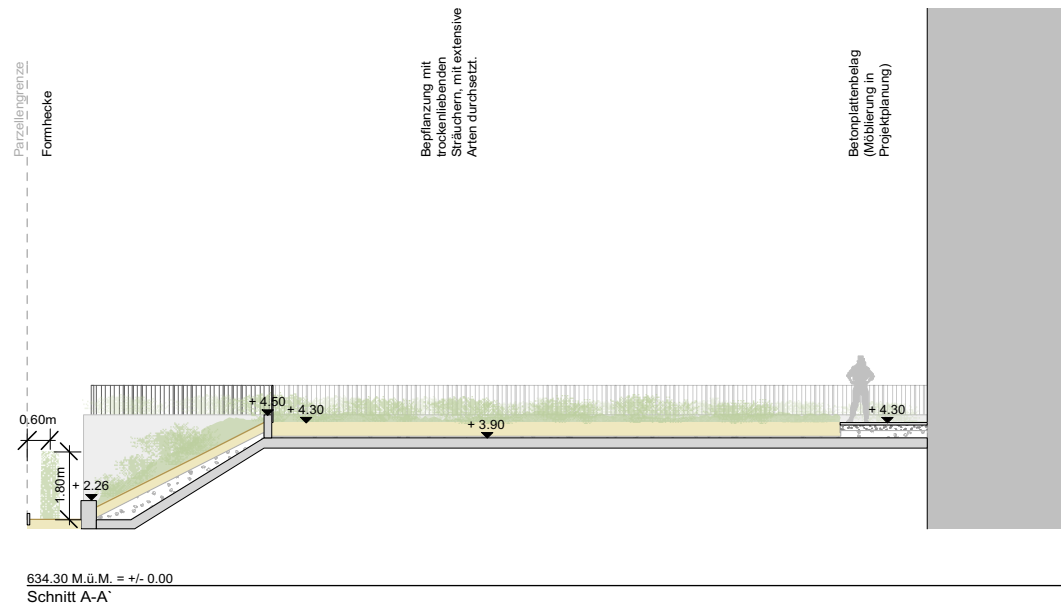 Parzellengrenze
Formhecke
Bepflanzung mit
trockenliebenden
Sträuchern, mit extensive
Arten durchsetzt.
Betonplattenbelag
(Möblierung in
Projektplanung)
+ 4.50
+ 4.30
+ 4.30
0.60m
+ 3.90
1.80m
+ 2.26
634.30 M.ü.M. = +/- 0.00
Schnitt A-A`